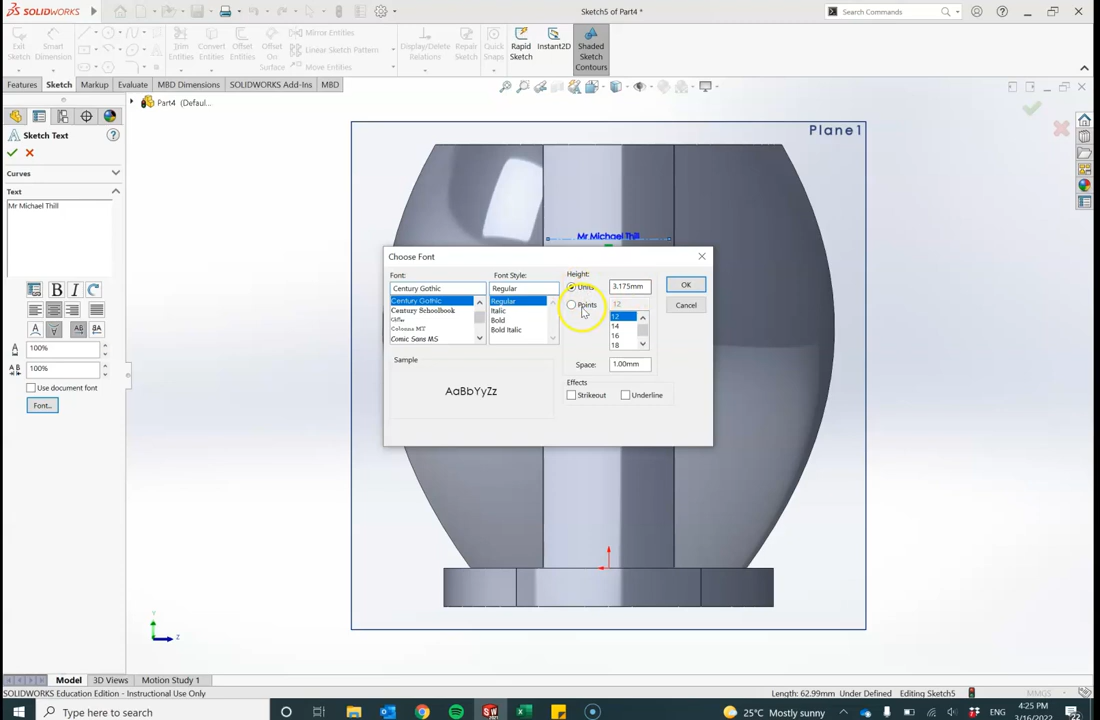 SOLIDWORKS
Sketch5 of Part4 *
Search Commands
Exit Sketch
Smart Dimension
Trim Entities
Convert Entities
Offset Entities
Offset On Surface
Mirror Entities
Linear Sketch Pattern
Move Entities
Display/Delete Relations
Repair Sketch
Quick Snaps
Rapid Sketch
Instant2D
Shaded Sketch Contours
Features
Sketch
Markup
Evaluate
MBD Dimensions
SOLIDWORKS Add-Ins
MBD
Part4 (Defaul...
Plane1
Sketch Text
Curves
Text
Mr Michael Thill
Mr Michael Thill
Choose Font
Font:
Font Style:
Height:
Century Gothic
Regular
Units
3.175mm
OK
Century Gothic
Century Schoolbook
Colonna MT
Comic Sans MS
Regular
Italic
Bold
Bold Italic
Points
12
12
14
16
18
Cancel
Sample
AaBbYyZz
Space:
1.00mm
Effects
Strikeout
Underline
100%
100%
Use document font
Font...
Y
Z
Model
3D Views
Motion Study 1
SOLIDWORKS Education Edition - Instructional Use Only
Length: 62.99mm
Under Defined
Editing Sketch5
MMGS
Type here to search
25°C Mostly sunny
ENG
4:25 PM
3/16/2022
22